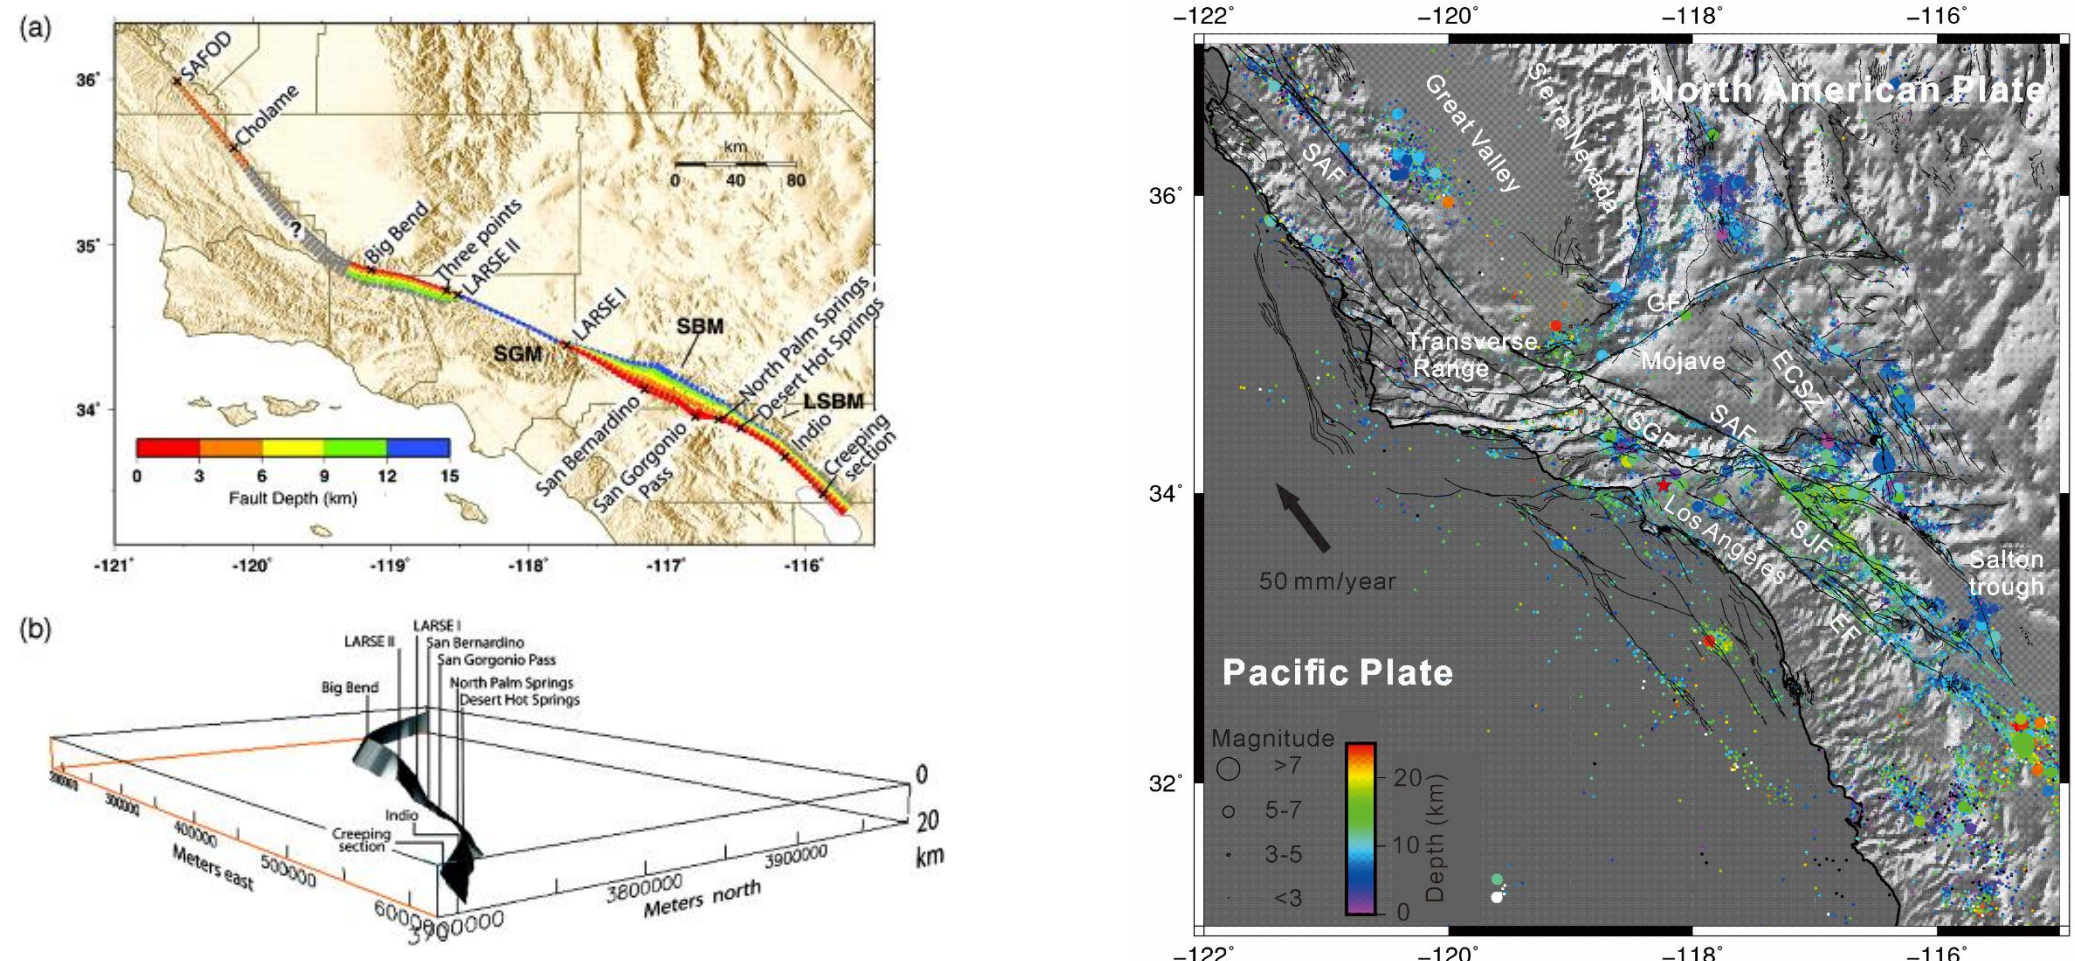 (a)
SAFOD
Cholame
?
Big Bend
Three points
LARSE II
LARSE I
SGM
SBM
North Palm Springs
Desert Hot Springs
LSBM
San Bernardino
San Gorgonio
Pass
Indio
Creeping
section
km
0 40 80
36°
35°
34°
0 3 6 9 12 15
Fault Depth (km)
-121° -120° -119° -118° -117° -116°
(b)
LARSE I
LARSE II
San Bernardino
San Gorgonio Pass
Big Bend
North Palm Springs
Desert Hot Springs
Indio
Creeping
section
0
20
km
300000
400000
500000
Meters east
3800000
3900000
Meters north
−122° −120° −118° −116°
North American Plate
Great Valley
Sierra Nevada
SAF
36°
GF
Transverse
Range
Mojave
ECSZ
SGF
SAF
34°
Los Angeles
SJF
Salton
trough
EF
50 mm/year
Pacific Plate
32°
Magnitude
>7
5-7
3-5
<3
20
10
0
Depth (km)
−122° −120° −118° −116°